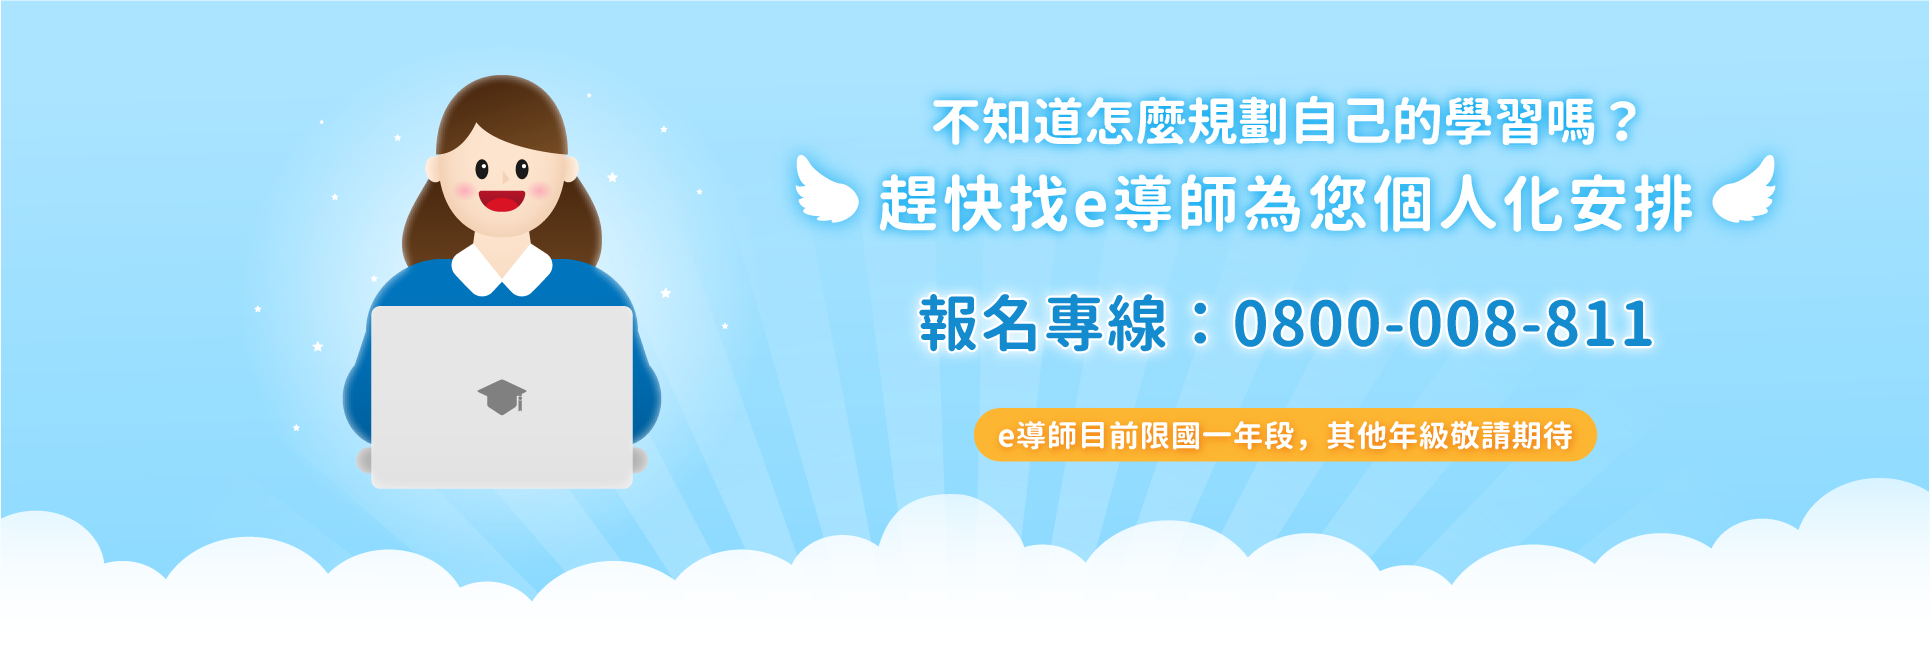 不知道怎麼規劃自己的學習嗎？
趕快找e導師為您個人化安排
報名專線：0800-008-811
e導師目前限國一年段，其他年級敬請期待